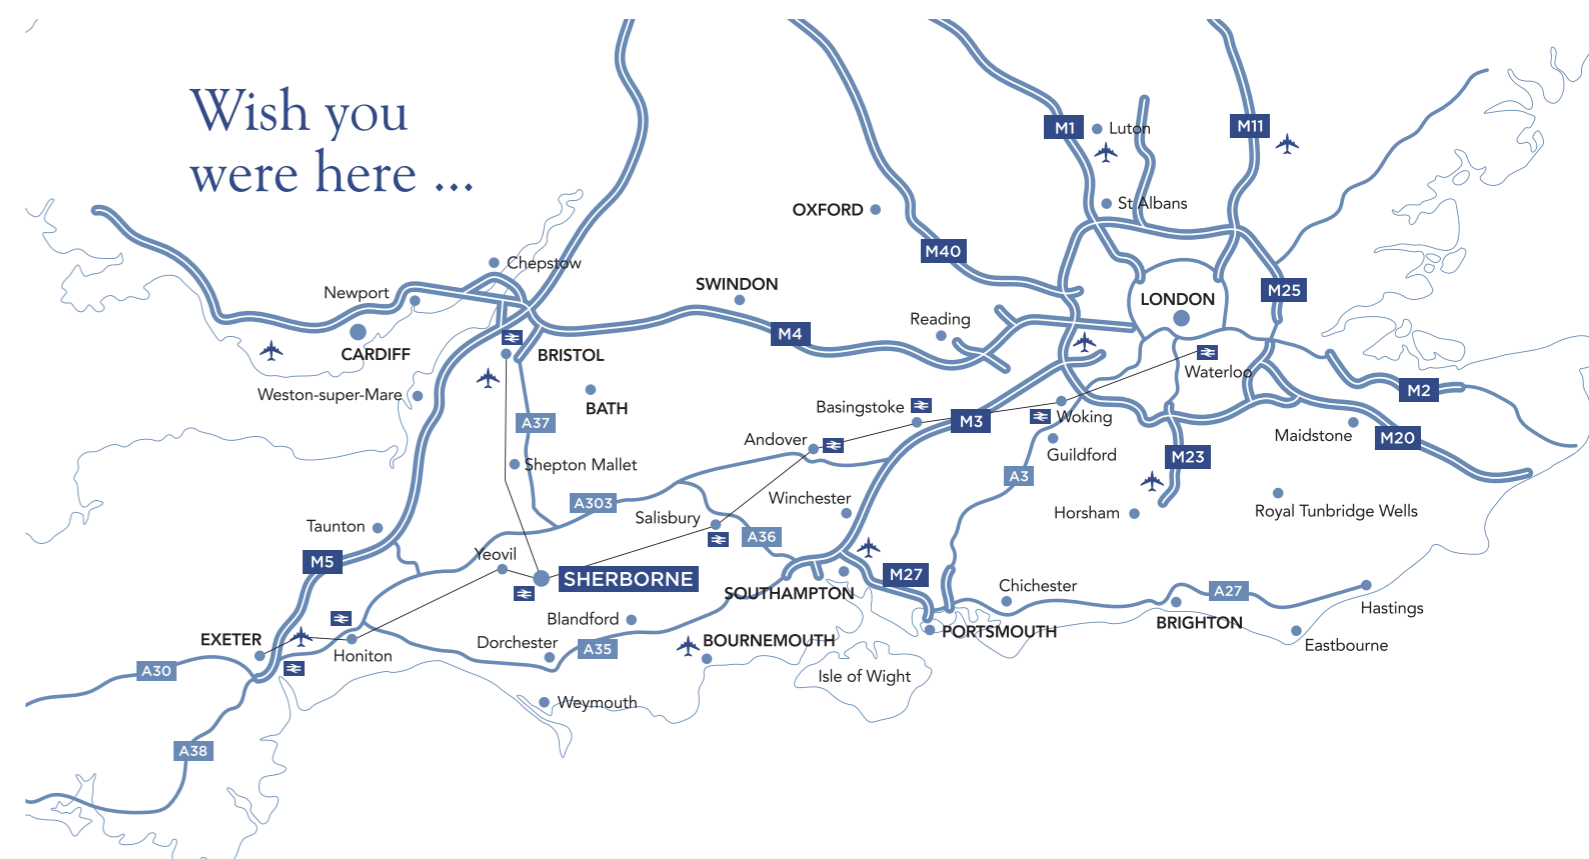 Wish you
were here ...
M1
Luton
M11
St Albans
OXFORD
M40
Chepstow
SWINDON
Newport
M25
LONDON
Reading
M4
CARDIFF
BRISTOL
Waterloo
Weston-super-Mare
BATH
M2
Basingstoke
A37
M3
Woking
Andover
Maidstone
M20
Guildford
M23
Shepton Mallet
A3
A303
Winchester
Salisbury
Horsham
Royal Tunbridge Wells
Taunton
A36
Yeovil
M5
SHERBORNE
M27
SOUTHAMPTON
Chichester
A27
Hastings
Blandford
BRIGHTON
PORTSMOUTH
EXETER
Dorchester
A35
BOURNEMOUTH
Eastbourne
Honiton
A30
Isle of Wight
Weymouth
A38